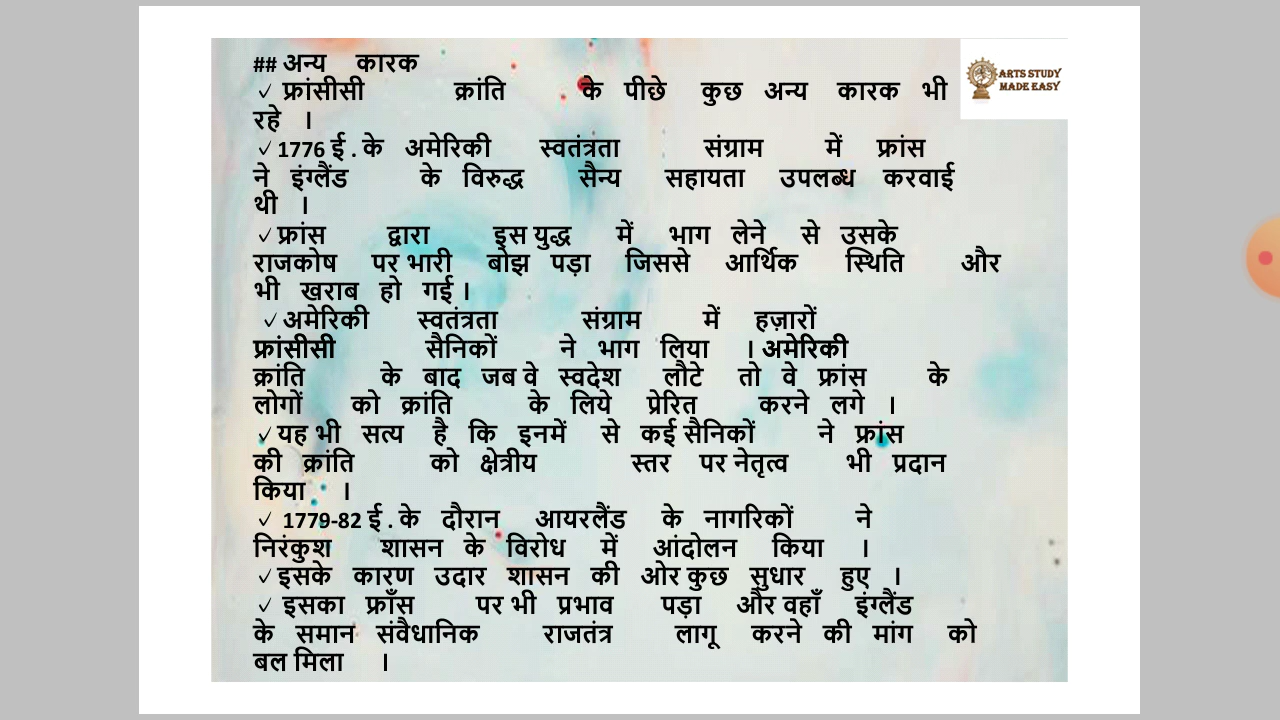 ## अन्य कारक
✓ फ्रांसीसी क्रांति के पीछे कुछ अन्य कारक भी
रहे ।
✓1776 ई . के अमेरिकी स्वतंत्रता संग्राम में फ्रांस
ने इंग्लैंड के विरुद्ध सैन्य सहायता उपलब्ध करवाई
थी ।
✓फ्रांस द्वारा इस युद्ध में भाग लेने से उसके
राजकोष पर भारी बोझ पड़ा जिससे आर्थिक स्थिति और
भी खराब हो गई ।
✓अमेरिकी स्वतंत्रता संग्राम में हज़ारों
फ्रांसीसी सैनिकों ने भाग लिया । अमेरिकी
क्रांति के बाद जब वे स्वदेश लौटे तो वे फ्रांस के
लोगों को क्रांति के लिये प्रेरित करने लगे ।
✓यह भी सत्य है कि इनमें से कई सैनिकों ने फ्रांस
की क्रांति को क्षेत्रीय स्तर पर नेतृत्व भी प्रदान
किया ।
✓ 1779-82 ई . के दौरान आयरलैंड के नागरिकों ने
निरंकुश शासन के विरोध में आंदोलन किया ।
✓इसके कारण उदार शासन की ओर कुछ सुधार हुए ।
✓ इसका फ्राँस पर भी प्रभाव पड़ा और वहाँ इंग्लैंड
के समान संवैधानिक राजतंत्र लागू करने की मांग को
बल मिला ।
ARTS STUDY
MADE EASY